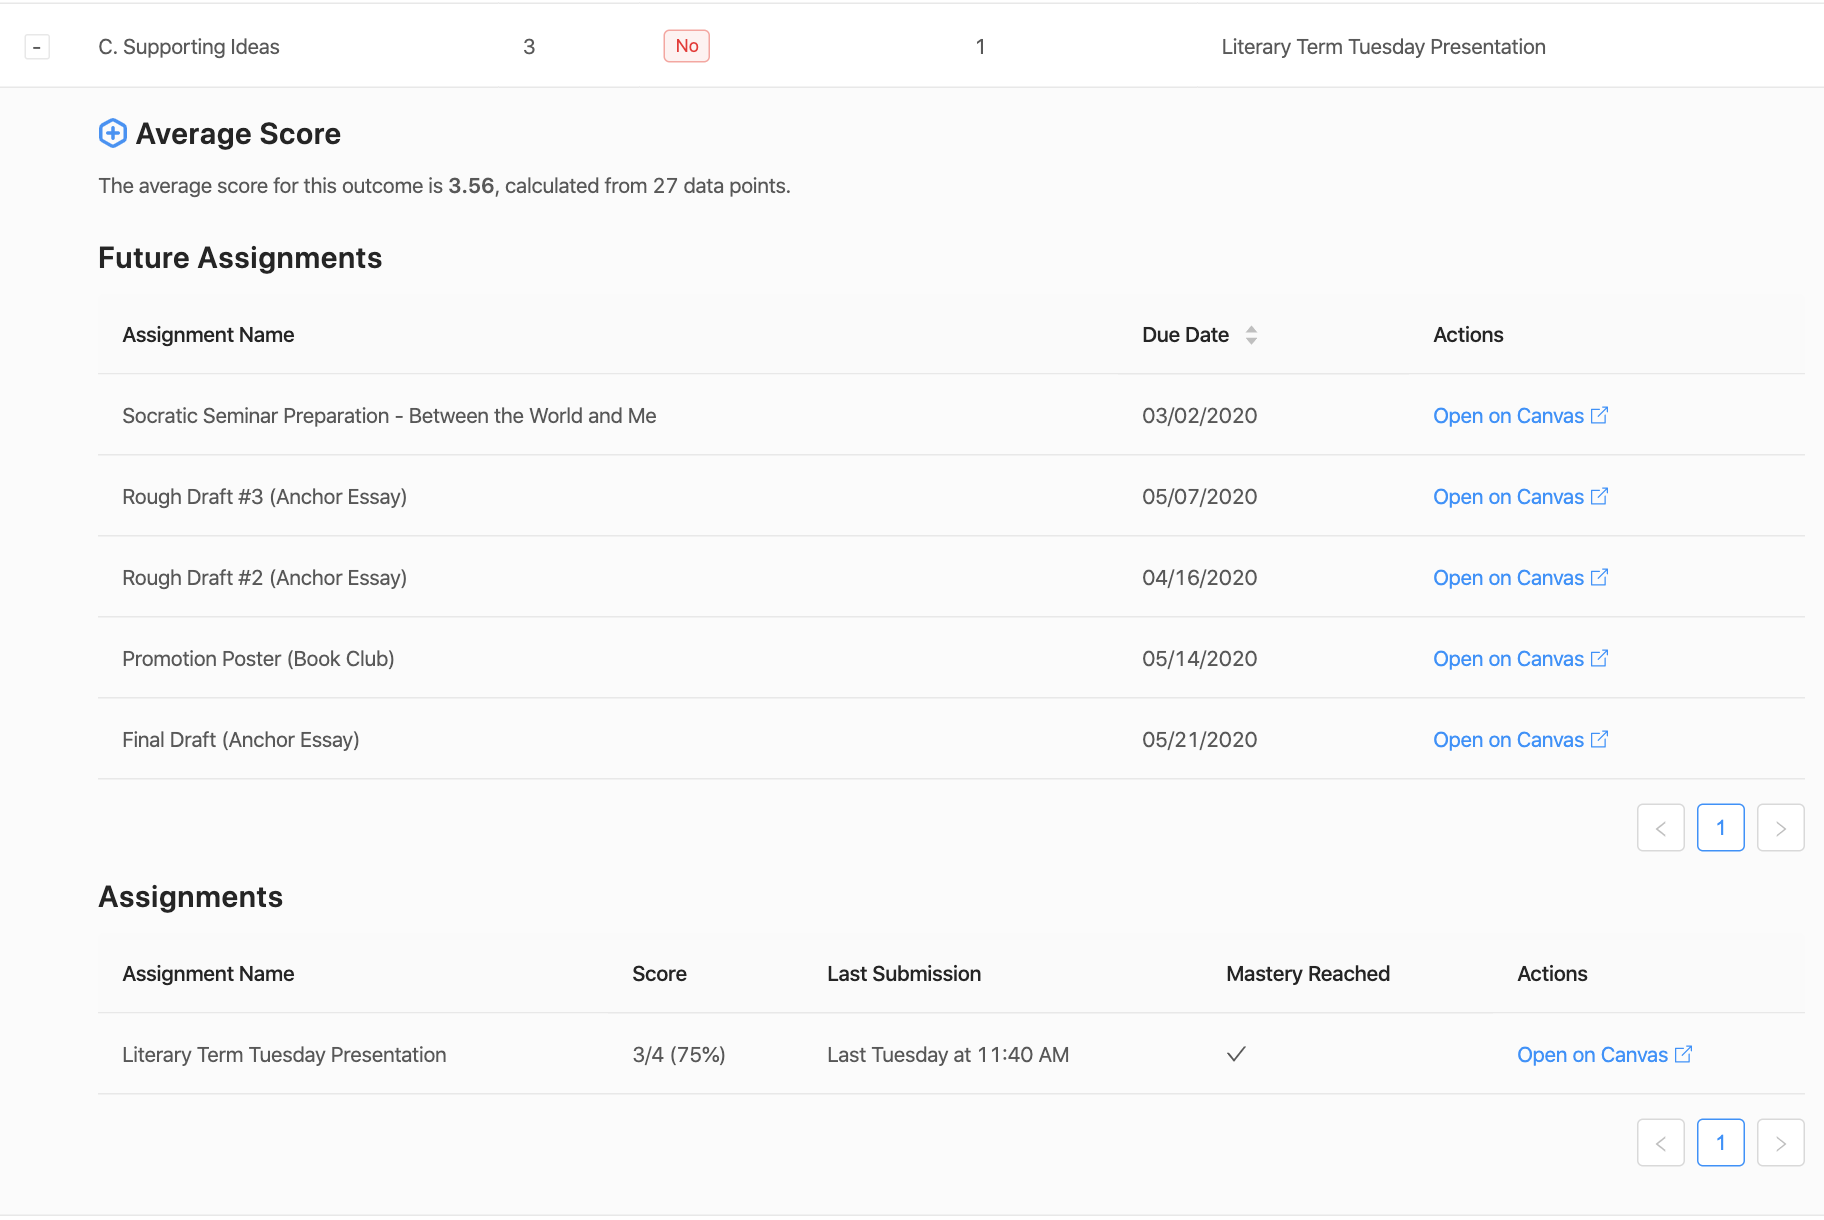 - C. Supporting Ideas 3 No 1 Literary Term Tuesday Presentation
Average Score
The average score for this outcome is 3.56, calculated from 27 data points.
Future Assignments
Assignment Name Due Date Actions
Socratic Seminar Preparation - Between the World and Me 03/02/2020 Open on Canvas
Rough Draft #3 (Anchor Essay) 05/07/2020 Open on Canvas
Rough Draft #2 (Anchor Essay) 04/16/2020 Open on Canvas
Promotion Poster (Book Club) 05/14/2020 Open on Canvas
Final Draft (Anchor Essay) 05/21/2020 Open on Canvas
< 1 >
Assignments
Assignment Name Score Last Submission Mastery Reached Actions
Literary Term Tuesday Presentation 3/4 (75%) Last Tuesday at 11:40 AM ✓ Open on Canvas
< 1 >